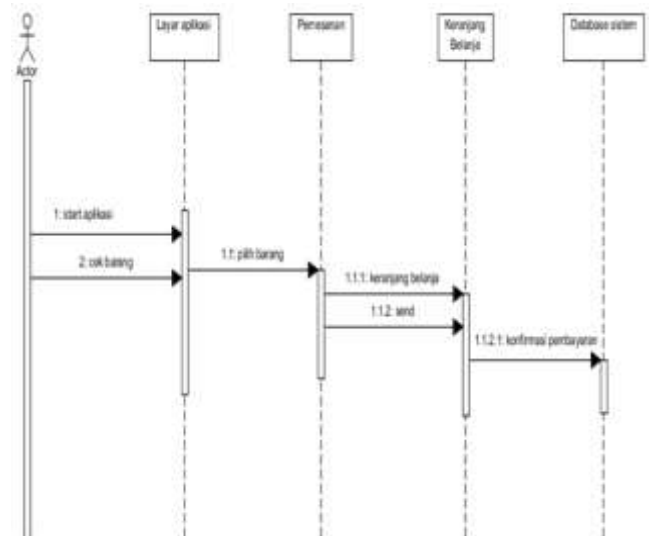 Layar aplikasi
Pemesanan
Keranjang
Belanja
Database sistem
Actor
1: start aplikasi
2: cek barang
1.1: pilih barang
1.1.1: keranjang belanja
1.1.2: send
1.1.2.1: konfirmasi pembayaran